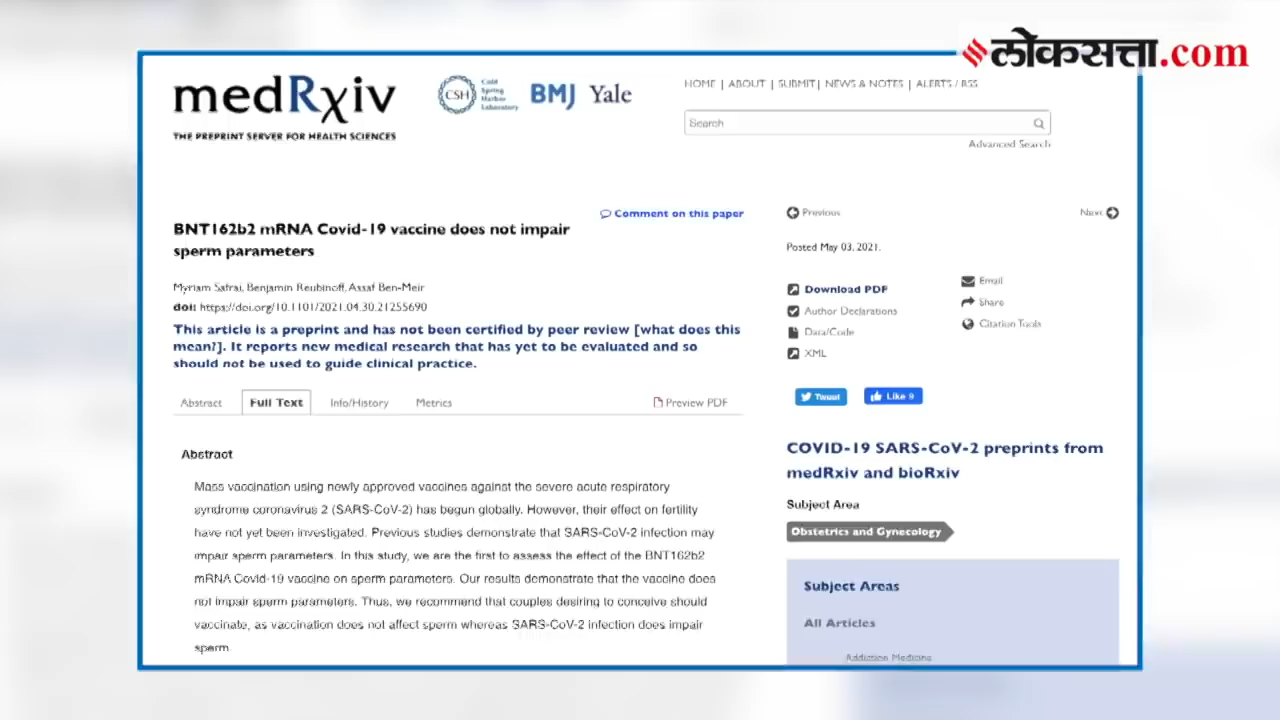 लोकसत्ता.com
medRxiv
THE PREPRINT SERVER FOR HEALTH SCIENCES
CSH Cold Spring Harbor Laboratory
BMJ Yale
HOME | ABOUT | SUBMIT | NEWS & NOTES | ALERTS / RSS
Search
Advanced Search
Comment on this paper
BNT162b2 mRNA Covid-19 vaccine does not impair
sperm parameters
Myriam Safrai, Benjamin Reubinoff, Assaf Ben-Meir
doi: https://doi.org/10.1101/2021.04.30.21255690
This article is a preprint and has not been certified by peer review [what does this
mean?]. It reports new medical research that has yet to be evaluated and so
should not be used to guide clinical practice.
Abstract Full Text Info/History Metrics Preview PDF
Abstract
Mass vaccination using newly approved vaccines against the severe acute respiratory
syndrome coronavirus 2 (SARS-CoV-2) has begun globally. However, their effect on fertility
have not yet been investigated. Previous studies demonstrate that SARS-CoV-2 infection may
impair sperm parameters. In this study, we are the first to assess the effect of the BNT162b2
mRNA Covid-19 vaccine on sperm parameters. Our results demonstrate that the vaccine does
not impair sperm parameters. Thus, we recommend that couples desiring to conceive should
vaccinate, as vaccination does not affect sperm whereas SARS-CoV-2 infection does impair
sperm.
Previous Next
Posted May 03, 2021.
Download PDF
Author Declarations
Data/Code
XML
Email
Share
Citation Tools
Tweet Like 9
COVID-19 SARS-CoV-2 preprints from
medRxiv and bioRxiv
Subject Area
Obstetrics and Gynecology
Subject Areas
All Articles
Addiction Medicine